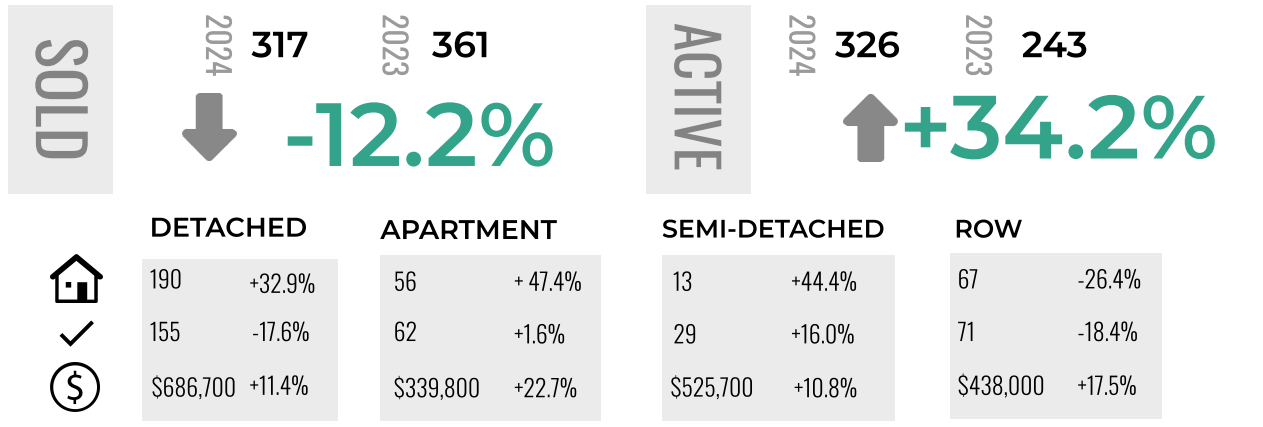 SOLD
2024 317 2023 361
-12.2%
ACTIVE
2024 326 2023 243
+34.2%
DETACHED APARTMENT SEMI-DETACHED ROW
190 +32.9% 56 + 47.4% 13 +44.4% 67 -26.4%
155 -17.6% 62 +1.6% 29 +16.0% 71 -18.4%
$686,700 +11.4% $339,800 +22.7% $525,700 +10.8% $438,000 +17.5%